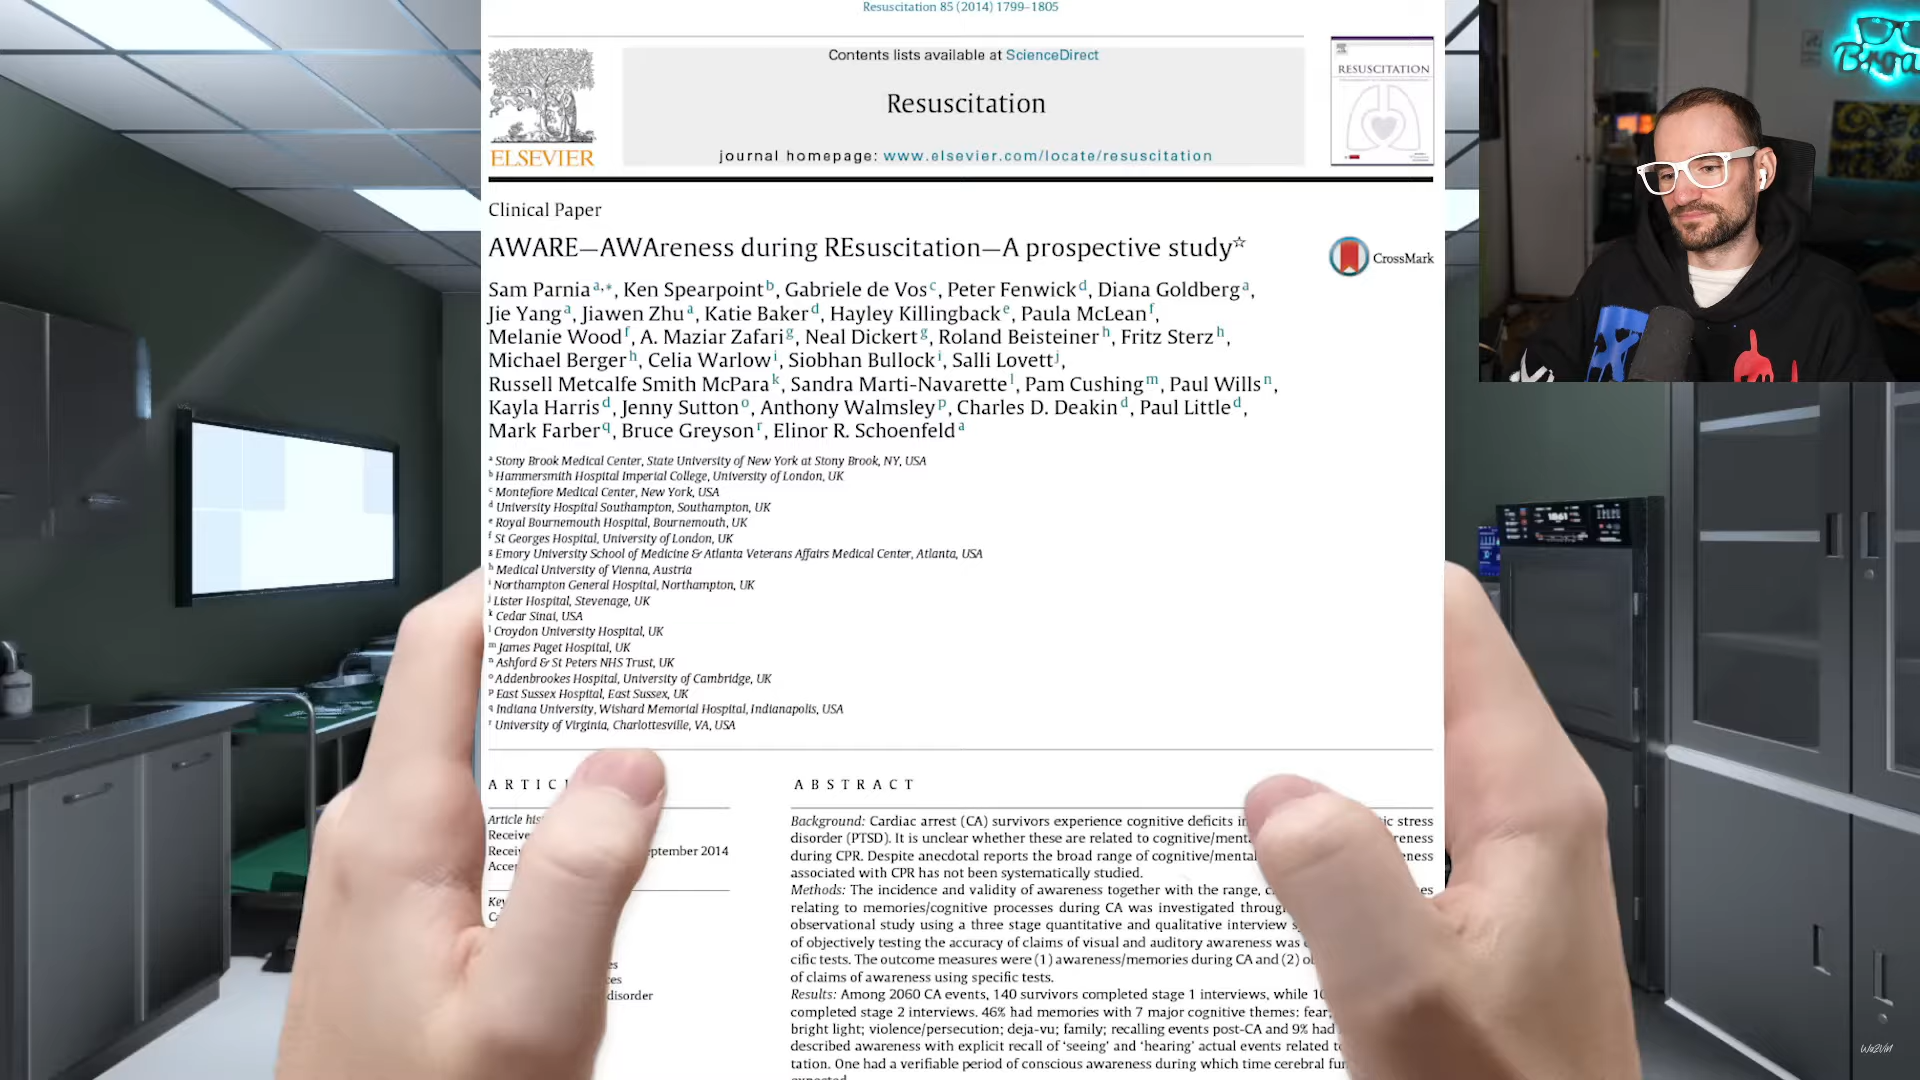 Resuscitation 85 (2014) 1799–1805
Contents lists available at ScienceDirect
Resuscitation
journal homepage: www.elsevier.com/locate/resuscitation
ELSEVIER
RESUSCITATION
Clinical Paper
AWARE—AWAreness during REsuscitation—A prospective study☆
CrossMark
Sam Parnia a,*, Ken Spearpoint b, Gabriele de Vos c, Peter Fenwick d, Diana Goldberg a,
Jie Yang a, Jiawen Zhu a, Katie Baker d, Hayley Killingback e, Paula McLean f,
Melanie Wood f, A. Maziar Zafari g, Neal Dickert g, Roland Beisteiner h, Fritz Sterz h,
Michael Berger h, Celia Warlow i, Siobhan Bullock i, Salli Lovett j,
Russell Metcalfe Smith McPara k, Sandra Marti-Navarette l, Pam Cushing m, Paul Wills n,
Kayla Harris d, Jenny Sutton o, Anthony Walmsley p, Charles D. Deakin d, Paul Little d,
Mark Farber q, Bruce Greyson r, Elinor R. Schoenfeld a
a Stony Brook Medical Center, State University of New York at Stony Brook, NY, USA
b Hammersmith Hospital Imperial College, University of London, UK
c Montefiore Medical Center, New York, USA
d University Hospital Southampton, Southampton, UK
e Royal Bournemouth Hospital, Bournemouth, UK
f St Georges Hospital, University of London, UK
g Emory University School of Medicine & Atlanta Veterans Affairs Medical Center, Atlanta, USA
h Medical University of Vienna, Austria
i Northampton General Hospital, Northampton, UK
j Lister Hospital, Stevenage, UK
k Cedar Sinai, USA
l Croydon University Hospital, UK
m James Paget Hospital, UK
n Ashford & St Peters NHS Trust, UK
o Addenbrookes Hospital, University of Cambridge, UK
p East Sussex Hospital, East Sussex, UK
q Indiana University, Wishard Memorial Hospital, Indianapolis, USA
r University of Virginia, Charlottesville, VA, USA
ARTIC
Article his
Recei
Recei eptember 2014
Accep
Key
C
es
ces
disorder
ABSTRACT
Background: Cardiac arrest (CA) survivors experience cognitive deficits in ic stress
disorder (PTSD). It is unclear whether these are related to cognitive/menta reness
during CPR. Despite anecdotal reports the broad range of cognitive/mental eness
associated with CPR has not been systematically studied.
Methods: The incidence and validity of awareness together with the range, c es
relating to memories/cognitive processes during CA was investigated throug
observational study using a three stage quantitative and qualitative interview s
of objectively testing the accuracy of claims of visual and auditory awareness was
cific tests. The outcome measures were (1) awareness/memories during CA and (2) o
of claims of awareness using specific tests.
Results: Among 2060 CA events, 140 survivors completed stage 1 interviews, while 10
completed stage 2 interviews. 46% had memories with 7 major cognitive themes: fear;
bright light; violence/persecution; deja-vu; family; recalling events post-CA and 9% had
described awareness with explicit recall of ‘seeing’ and ‘hearing’ actual events related t
tation. One had a verifiable period of conscious awareness during which time cerebral fu
expected.
Wa2Vin